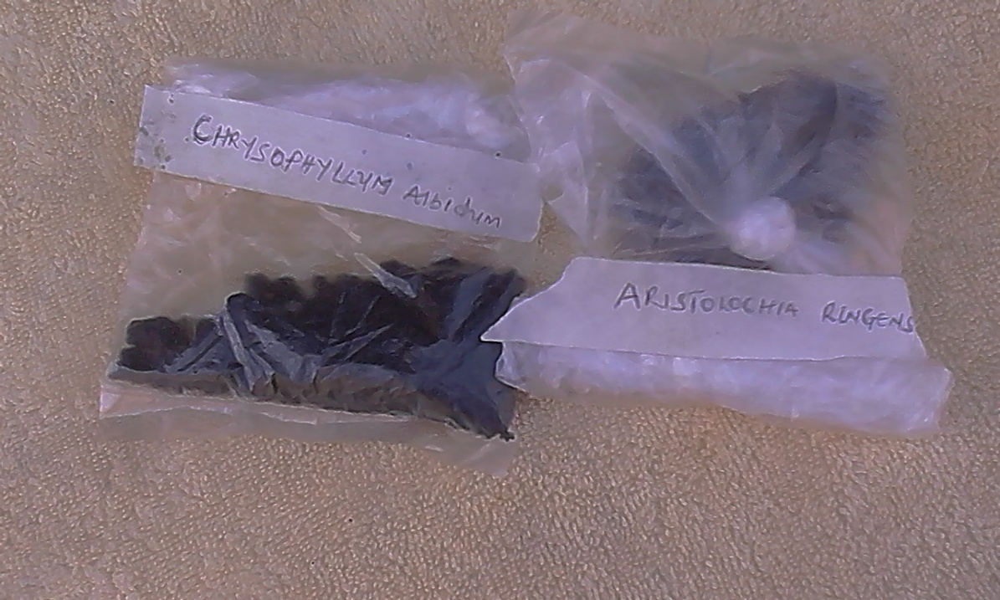 CHRYSOPHYLLUM Albidum
ARISTOLOCHIA RINGENS